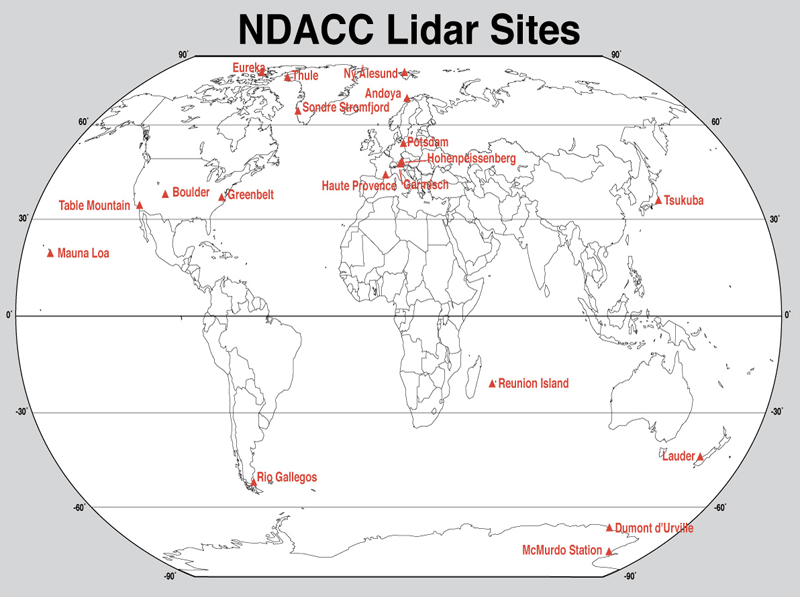 NDACC Lidar Sites
90˚ 90˚
Eureka
Thule
Ny Alesund
Andøya
Sondre Stromfjord
60˚ 60˚
Potsdam
Hohenpeissenberg
Haute Provence
Garmisch
Boulder
Greenbelt
Table Mountain
Tsukuba
30˚ 30˚
Mauna Loa
0˚ 0˚
Reunion Island
-30˚ -30˚
Lauder
Rio Gallegos
-60˚ -60˚
Dumont d'Urville
McMurdo Station
-90˚ -90˚